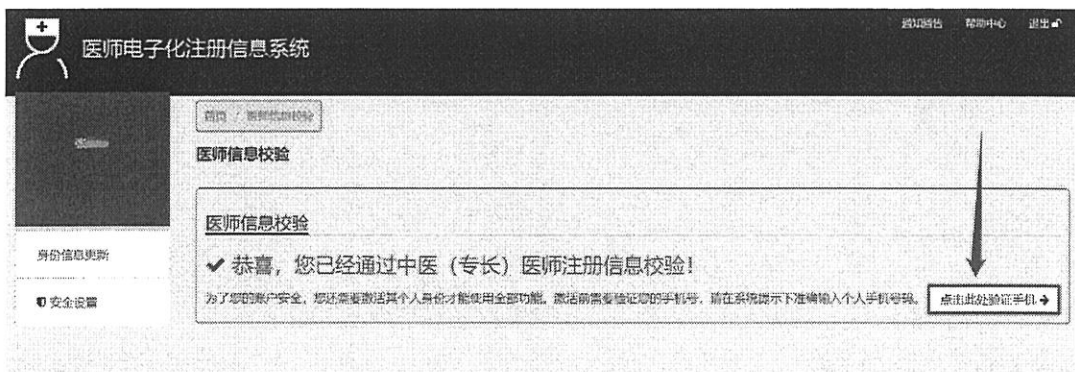 通知通告 帮助中心 退出
医师电子化注册信息系统
首页 / 医师信息校验
医师信息校验
医师信息校验
恭喜，您已经通过中医（专长）医师注册信息校验！
为了您的账户安全，您还需要激活其个人身份才能使用全部功能。激活前需要验证您的手机号，请在系统提示下准确输入个人手机号码。 点击此处验证手机
身份信息更新
安全设置